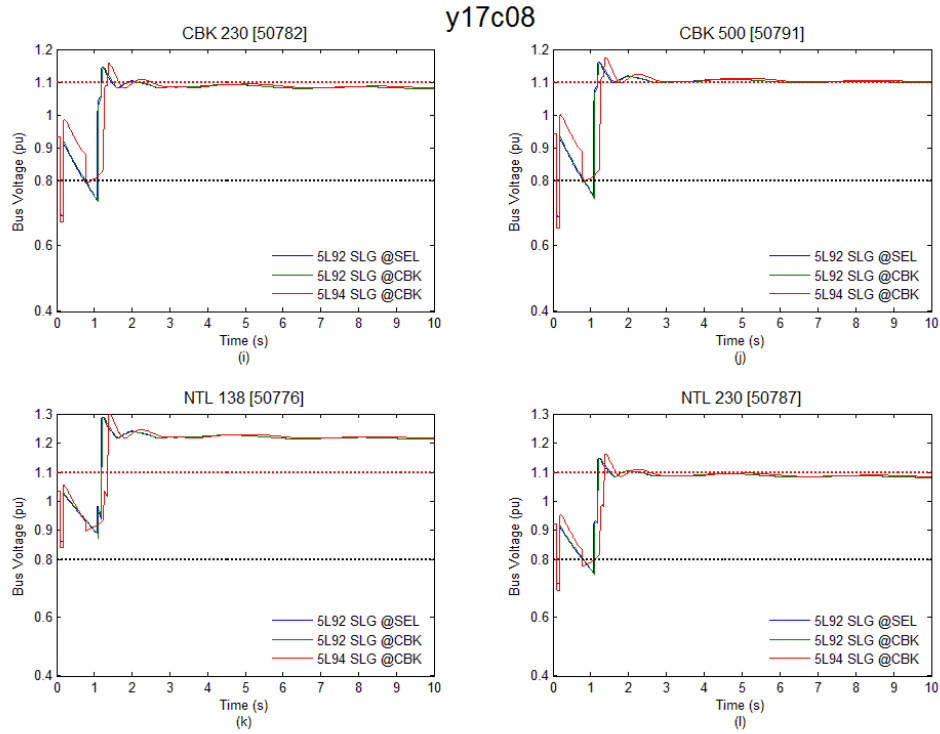 y17c08
CBK 230 [50782]
1.2
1.1
1
0.8
0.6
0.4
Bus Voltage (pu)
5L92 SLG @SEL
5L92 SLG @CBK
5L94 SLG @CBK
0 1 2 3 4 5 6 7 8 9 10
Time (s)
(i)
CBK 500 [50791]
1.2
1.1
1
0.8
0.6
0.4
Bus Voltage (pu)
5L92 SLG @SEL
5L92 SLG @CBK
5L94 SLG @CBK
0 1 2 3 4 5 6 7 8 9 10
Time (s)
(j)
NTL 138 [50776]
1.3
1.2
1.1
1
0.9
0.8
0.6
0.4
Bus Voltage (pu)
5L92 SLG @SEL
5L92 SLG @CBK
5L94 SLG @CBK
0 1 2 3 4 5 6 7 8 9 10
Time (s)
(k)
NTL 230 [50787]
1.3
1.2
1.1
1
0.9
0.8
0.6
0.4
Bus Voltage (pu)
5L92 SLG @SEL
5L92 SLG @CBK
5L94 SLG @CBK
0 1 2 3 4 5 6 7 8 9 10
Time (s)
(l)